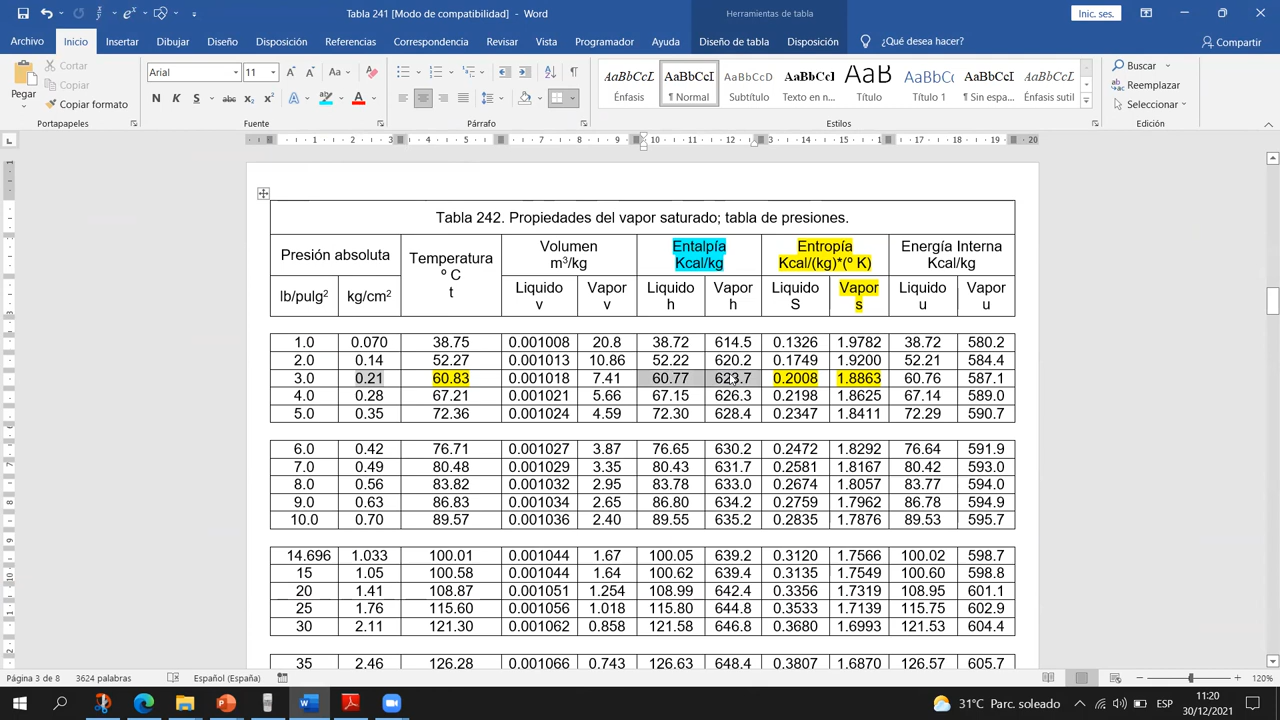 Tabla 241 [Modo de compatibilidad] - Word
Herramientas de tabla
Inic. ses.
Archivo Inicio Insertar Dibujar Disposición Referencias Correspondencia Revisar Vista Programador Ayuda Diseño de tabla Disposición ¿Qué desea hacer? Compartir
Pegar
Cortar
Copiar
Copiar formato
Arial 11
N K S abc x₂ x²
AaBbCcL AaBbCcI AaBbCcD AaBbCcI AaB AaBbC AaBbCcI AaBbCcL
Énfasis ¶ Normal Subtítulo Texto en n... Título Título 1 ¶ Sin espa... Énfasis sutil
Buscar
Reemplazar
Seleccionar
Portapapeles Fuente Párrafo Estilos Edición
Tabla 242. Propiedades del vapor saturado; tabla de presiones.
Presión absoluta Temperatura º C t Volumen m³/kg Entalpía Kcal/kg Entropía Kcal/(kg)*(º K) Energía Interna Kcal/kg
lb/pulg² kg/cm² Liquido v Vapor v Liquido h Vapor h Liquido S Vapor s Liquido u Vapor u
1.0 0.070 38.75 0.001008 20.8 38.72 614.5 0.1326 1.9782 38.72 580.2
2.0 0.14 52.27 0.001013 10.86 52.22 620.2 0.1749 1.9200 52.21 584.4
3.0 0.21 60.83 0.001018 7.41 60.77 623.7 0.2008 1.8863 60.76 587.1
4.0 0.28 67.21 0.001021 5.66 67.15 626.3 0.2198 1.8625 67.14 589.0
5.0 0.35 72.36 0.001024 4.59 72.30 628.4 0.2347 1.8411 72.29 590.7
6.0 0.42 76.71 0.001027 3.87 76.65 630.2 0.2472 1.8292 76.64 591.9
7.0 0.49 80.48 0.001029 3.35 80.43 631.7 0.2581 1.8167 80.42 593.0
8.0 0.56 83.82 0.001032 2.95 83.78 633.0 0.2674 1.8057 83.77 594.0
9.0 0.63 86.83 0.001034 2.65 86.80 634.2 0.2759 1.7962 86.78 594.9
10.0 0.70 89.57 0.001036 2.40 89.55 635.2 0.2835 1.7876 89.53 595.7
14.696 1.033 100.01 0.001044 1.67 100.05 639.2 0.3120 1.7566 100.02 598.7
15 1.05 100.58 0.001044 1.64 100.62 639.4 0.3135 1.7549 100.60 598.8
20 1.41 108.87 0.001051 1.254 108.99 642.4 0.3356 1.7319 108.95 601.1
25 1.76 115.60 0.001056 1.018 115.80 644.8 0.3533 1.7139 115.75 602.9
30 2.11 121.30 0.001062 0.858 121.58 646.8 0.3680 1.6993 121.53 604.4
35 2.46 126.28 0.001066 0.743 126.63 648.4 0.3807 1.6870 126.57 605.7
Página 3 de 8 3624 palabras Español (España) 120%
31°C Parc. soleado ESP 11:20
30/12/2021